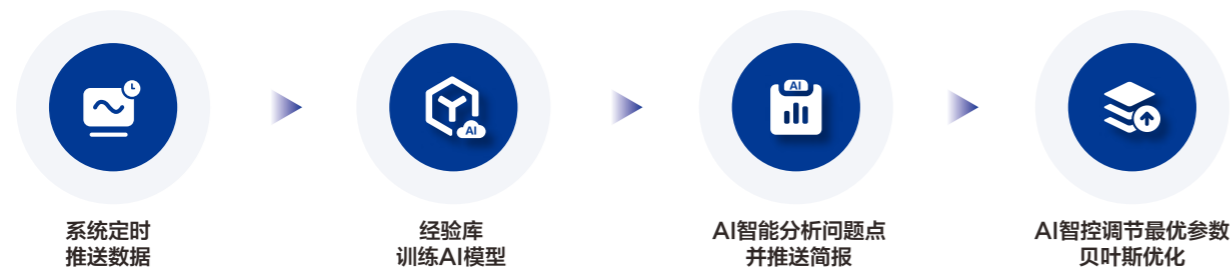 AI
AI
系统定时
推送数据
经验库
训练AI模型
AI智能分析问题点
并推送简报
AI智控调节最优参数
贝叶斯优化